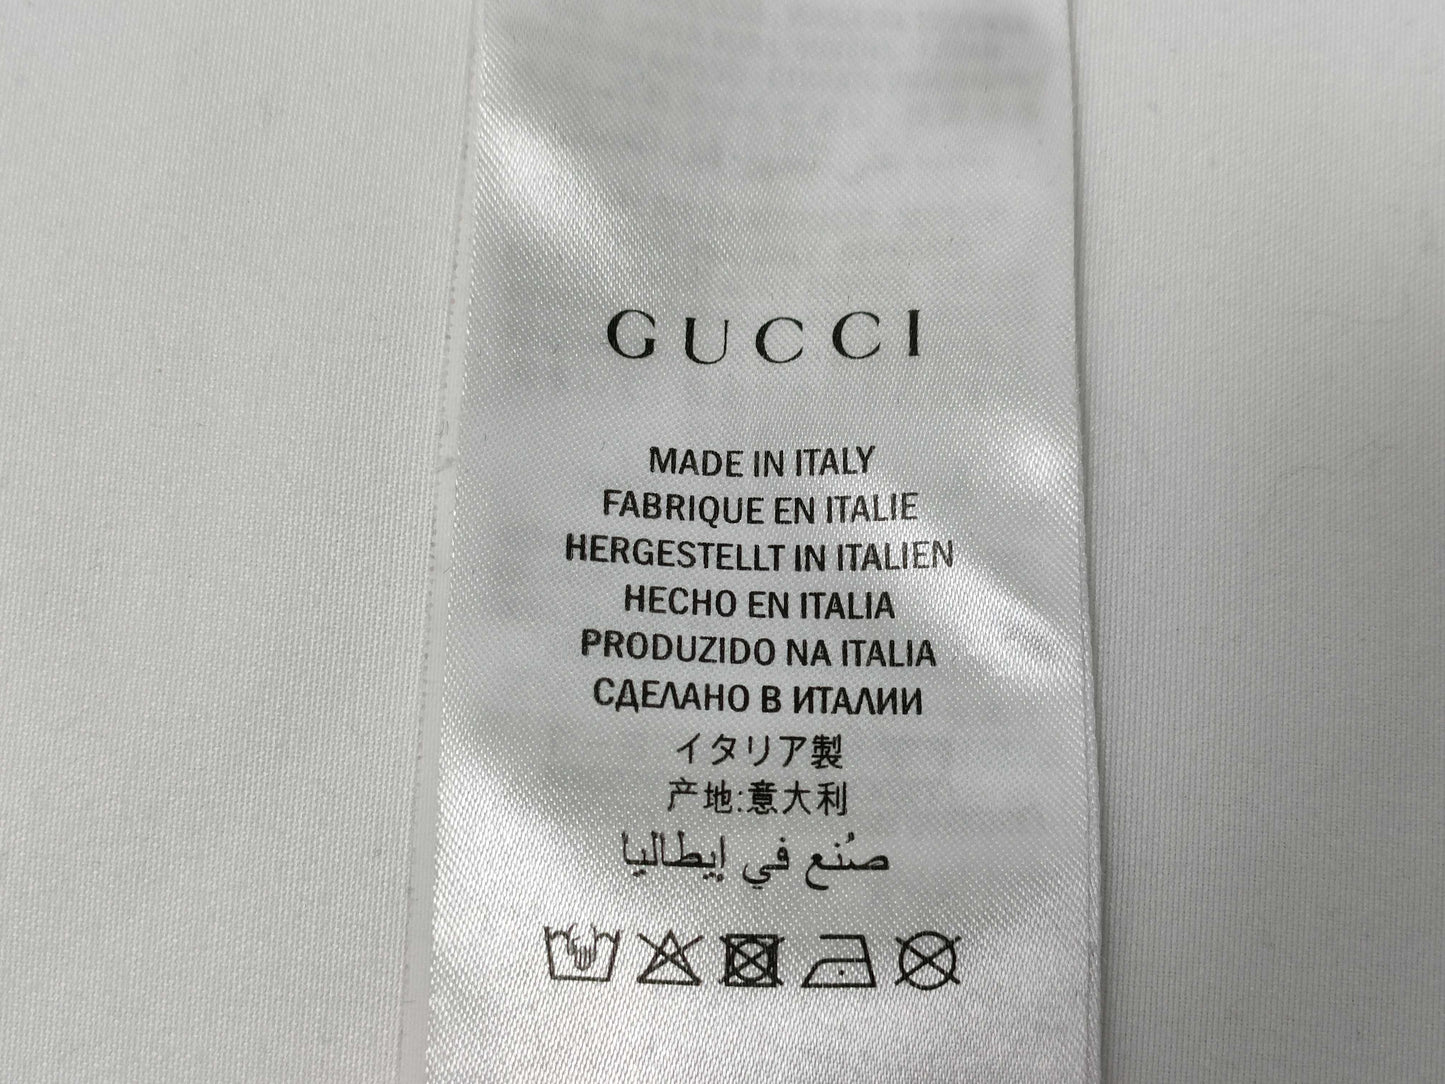 GUCCI
MADE IN ITALY
FABRIQUE EN ITALIE
HERGESTELLT IN ITALIEN
HECHO EN ITALIA
PRODUZIDO NA ITALIA
СДЕЛАНО В ИТАЛИИ
イタリア製
产地:意大利
صُنع في إيطاليا